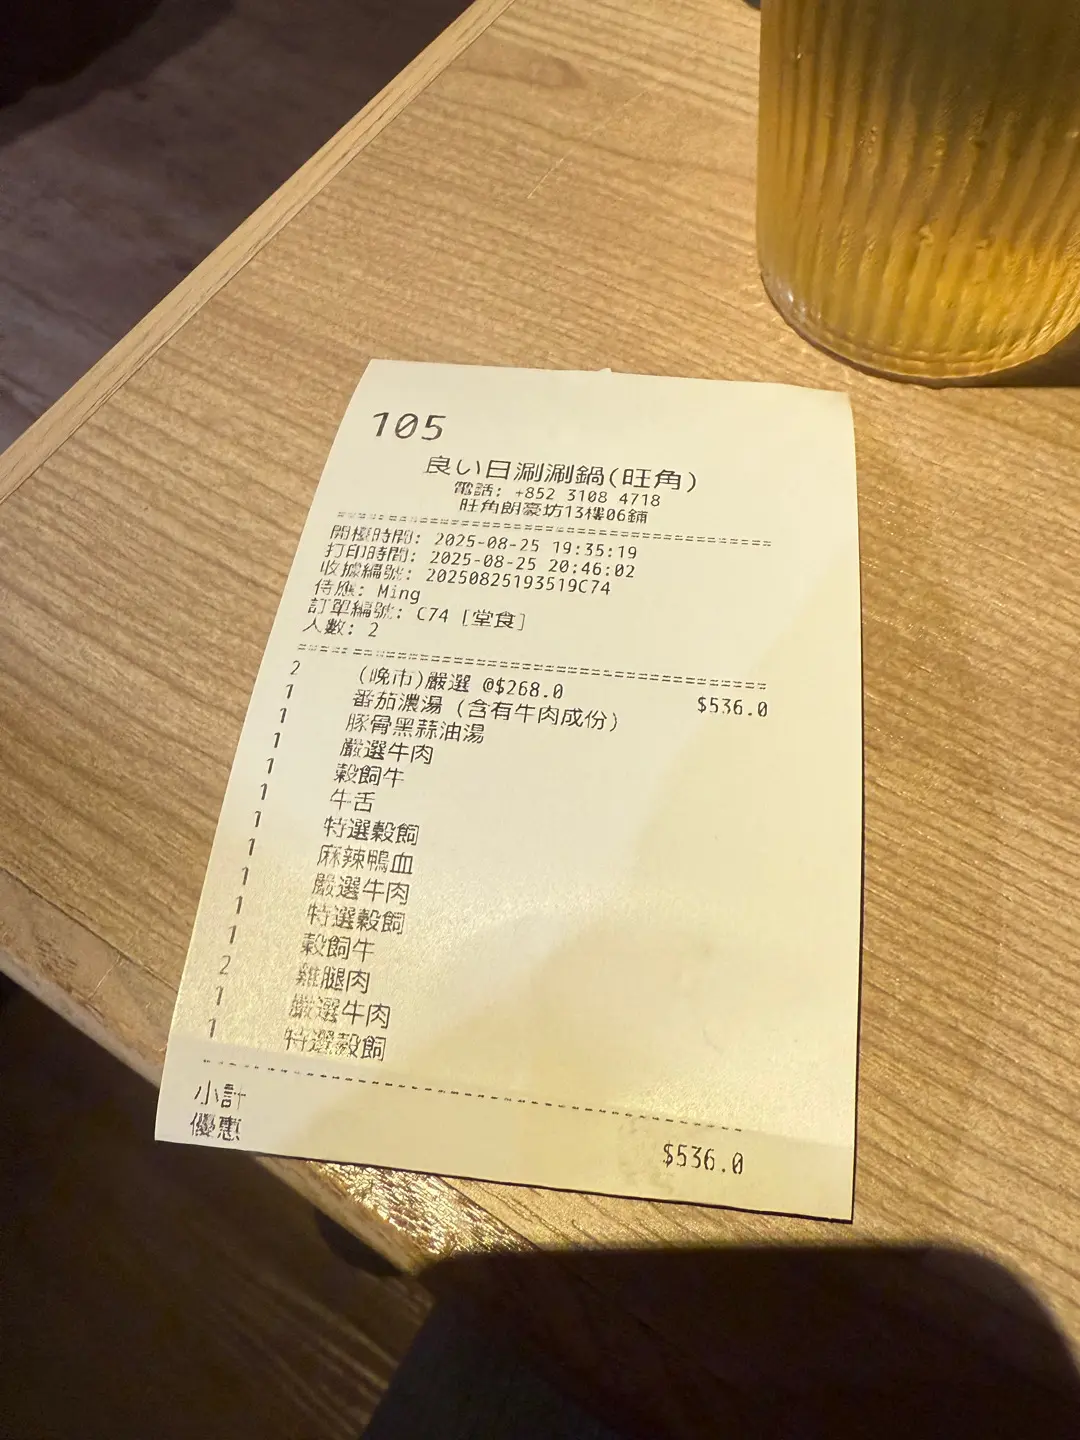 105
良い日涮涮鍋(旺角)
電話: +852 3108 4718
旺角朗豪坊13樓06鋪
開檯時間: 2025-08-25 19:35:19
打印時間: 2025-08-25 20:46:02
收據編號: 20250825193519C74
侍應: Ming
訂單編號: C74 [堂食]
人數: 2
2 (晚市)嚴選 @$268.0 $536.0
1 番茄濃湯 (含有牛肉成份)
1 豚骨黑蒜油湯
1 嚴選牛肉
1 穀飼牛
1 牛舌
1 特選穀飼
1 麻辣鴨血
1 嚴選牛肉
1 特選穀飼
1 穀飼牛
2 雞腿肉
1 嚴選牛肉
1 特選穀飼
小計 $536.0
優惠